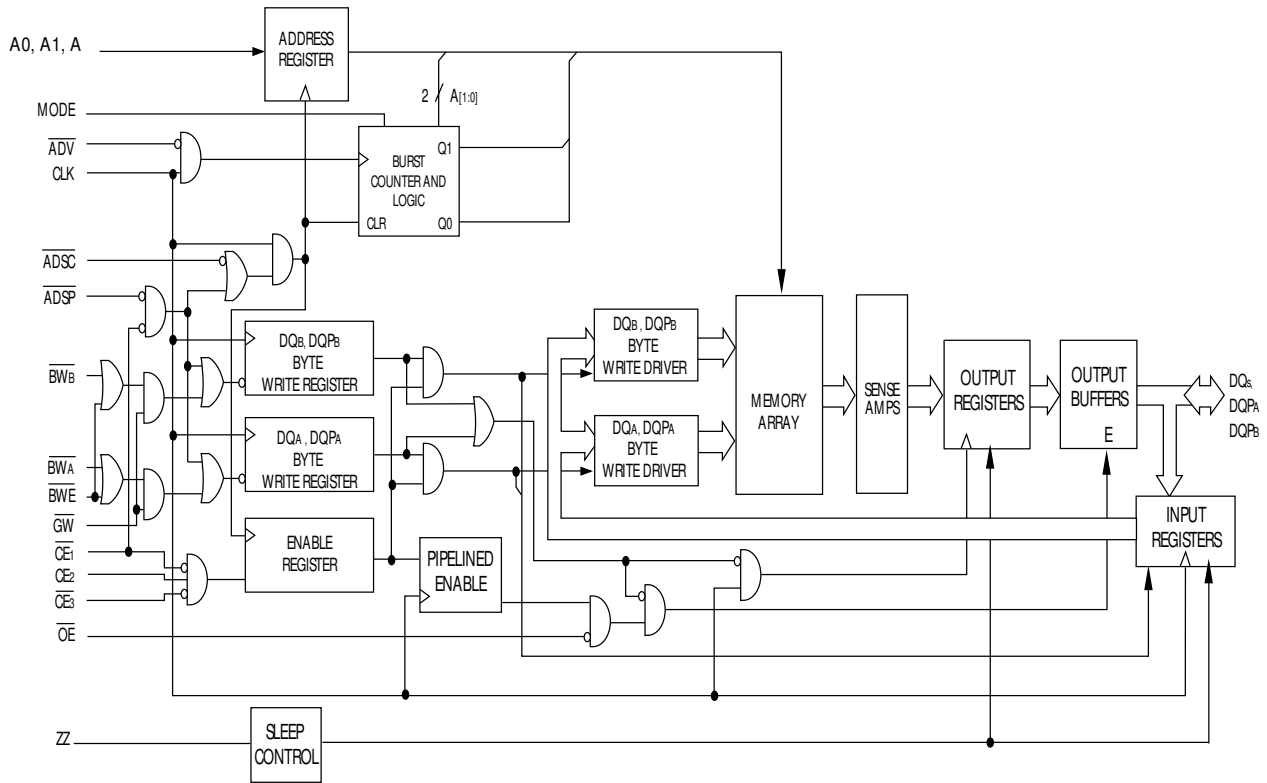 A0, A1, A
ADDRESS
REGISTER
MODE
2
A[1:0]
ADV
CLK
BURST
COUNTER AND
LOGIC
Q1
CLR
Q0
ADSC
ADSP
DQB, DQPB
BYTE
WRITE REGISTER
DQB, DQPB
BYTE
WRITE DRIVER
BWB
MEMORY
ARRAY
SENSE
AMPS
OUTPUT
REGISTERS
OUTPUT
BUFFERS
E
DQs,
DQPA
DQPB
DQA, DQPA
BYTE
WRITE REGISTER
DQA, DQPA
BYTE
WRITE DRIVER
BWA
BWE
GW
INPUT
REGISTERS
CE1
CE2
CE3
ENABLE
REGISTER
PIPELINED
ENABLE
OE
ZZ
SLEEP
CONTROL